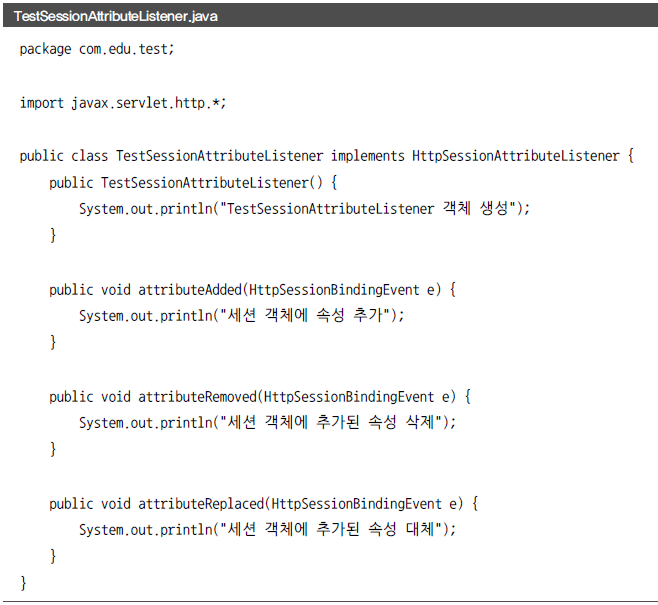 TestSessionAttributeListener.java
package com.edu.test;
import javax.servlet.http.*;
public class TestSessionAttributeListener implements HttpSessionAttributeListener {
public TestSessionAttributeListener() {
System.out.println("TestSessionAttributeListener 객체 생성");
}
public void attributeAdded(HttpSessionBindingEvent e) {
System.out.println("세션 객체에 속성 추가");
}
public void attributeRemoved(HttpSessionBindingEvent e) {
System.out.println("세션 객체에 추가된 속성 삭제");
}
public void attributeReplaced(HttpSessionBindingEvent e) {
System.out.println("세션 객체에 추가된 속성 대체");
}
}